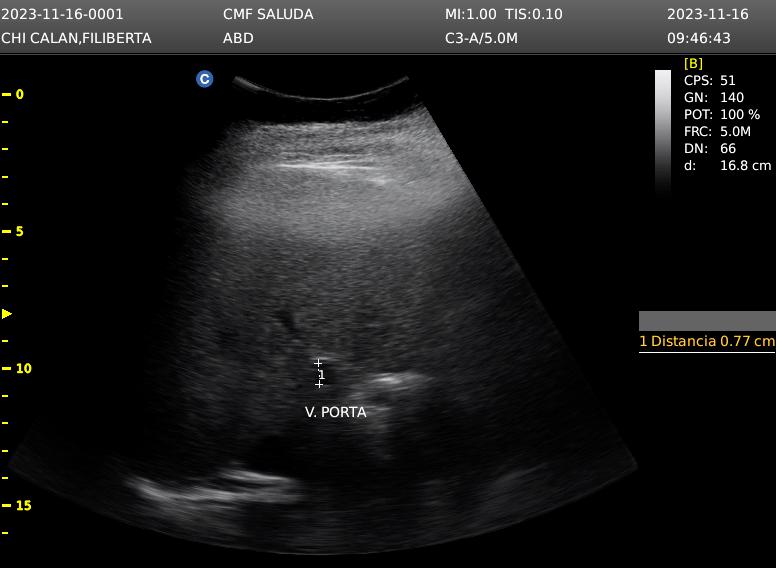 2023-11-16-0001 CMF SALUDA MI:1.00 TIS:0.10 2023-11-16
CHI CALAN,FILIBERTA ABD C3-A/5.0M 09:46:43
C
[B]
CPS: 51
GN: 140
POT: 100 %
FRC: 5.0M
DN: 66
d: 16.8 cm
0
5
10
15
1
V. PORTA
1 Distancia 0.77 cm